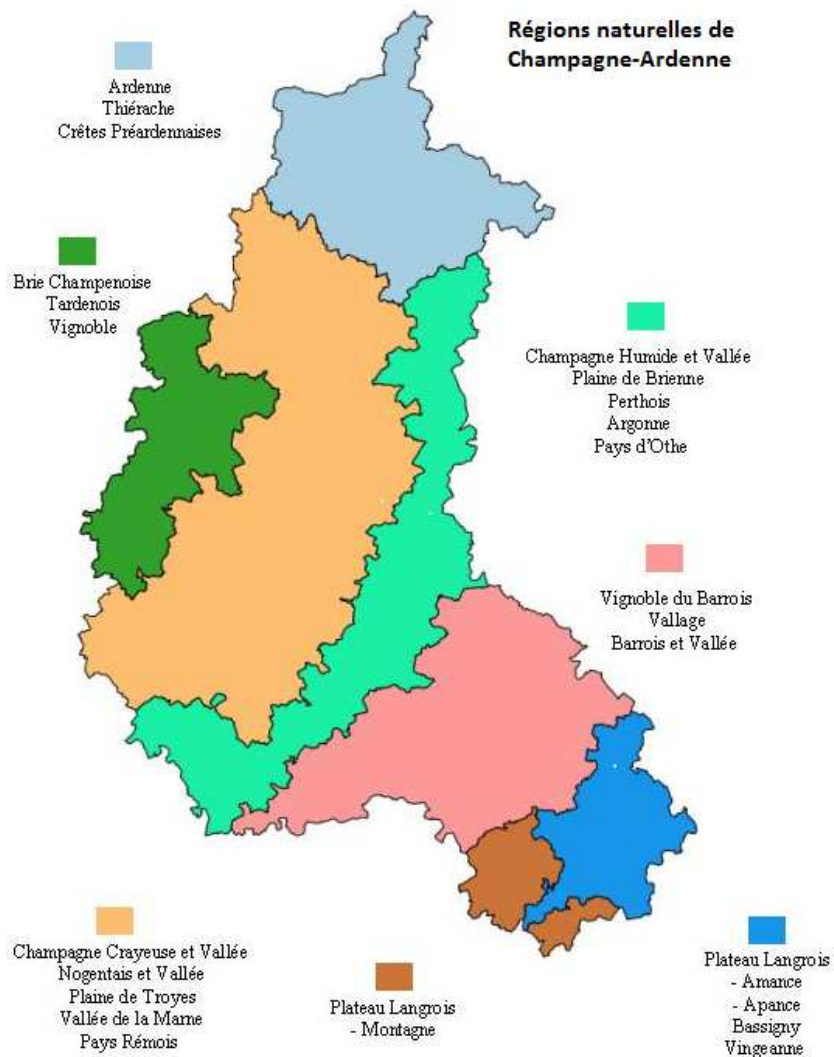 Régions naturelles de
Champagne-Ardenne
Ardenne
Thiérache
Crêtes Préardennaises
Brie Champenoise
Tardenois
Vignoble
Champagne Humide et Vallée
Plaine de Brienne
Perthois
Argonne
Pays d'Othe
Vignoble du Barrois
Vallage
Barrois et Vallée
Champagne Crayeuse et Vallée
Nogentais et Vallée
Plaine de Troyes
Vallée de la Marne
Pays Rémois
Plateau Langrois
- Montagne
Plateau Langrois
- Amance
- Apance
Bassigny
Vingeanne